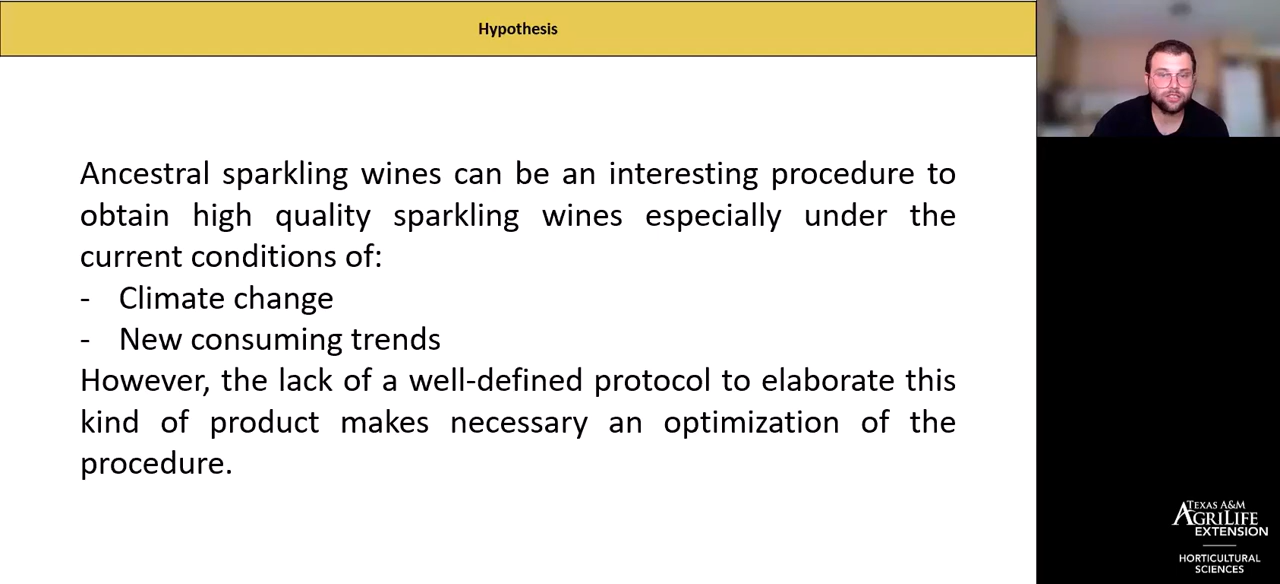 Hypothesis
Ancestral sparkling wines can be an interesting procedure to
obtain high quality sparkling wines especially under the
current conditions of:
- Climate change
- New consuming trends
However, the lack of a well-defined protocol to elaborate this
kind of product makes necessary an optimization of the
procedure.
TEXAS A&M
AGRILIFE
EXTENSION
HORTICULTURAL
SCIENCES